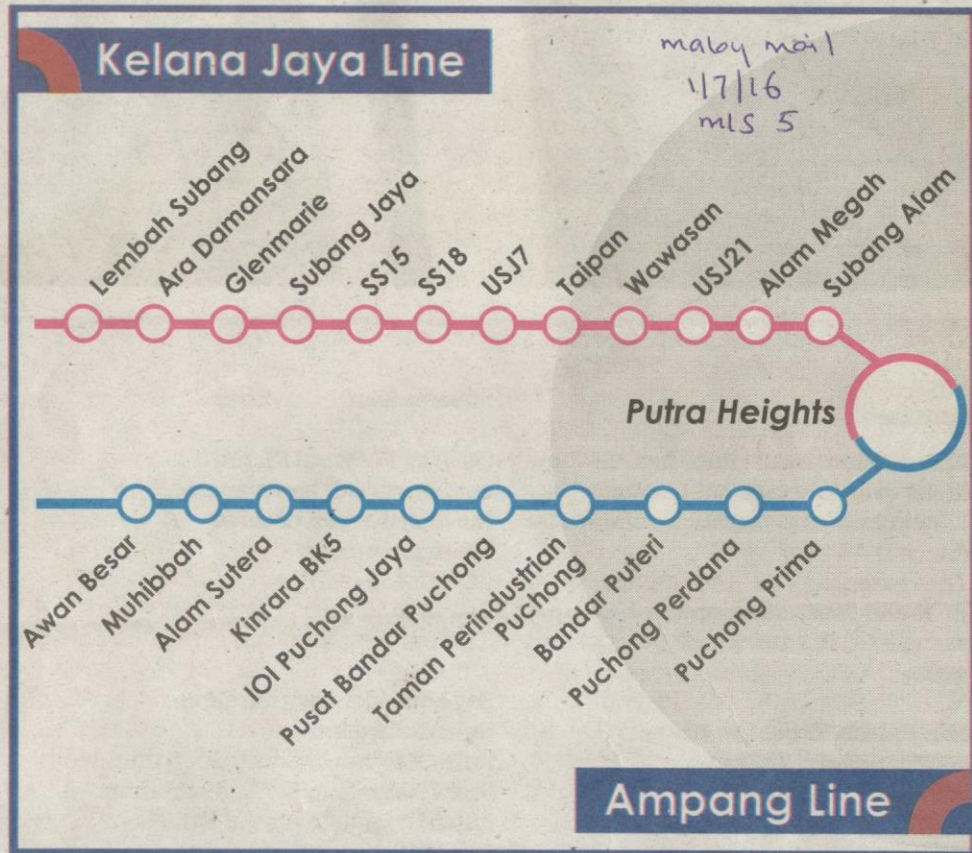 Kelana Jaya Line
malay mail
1/7/16
mls 5
Lembah Subang
Ara Damansara
Glenmarie
Subang Jaya
SS15
SS18
USJ7
Taipan
Wawasan
USJ21
Alam Megah
Subang Alam
Putra Heights
Awan Besar
Muhibbah
Alam Sutera
Kinrara BK5
IOI Puchong Jaya
Pusat Bandar Puchong
Taman Perindustrian
Puchong
Bandar Puteri
Puchong Perdana
Puchong Prima
Ampang Line